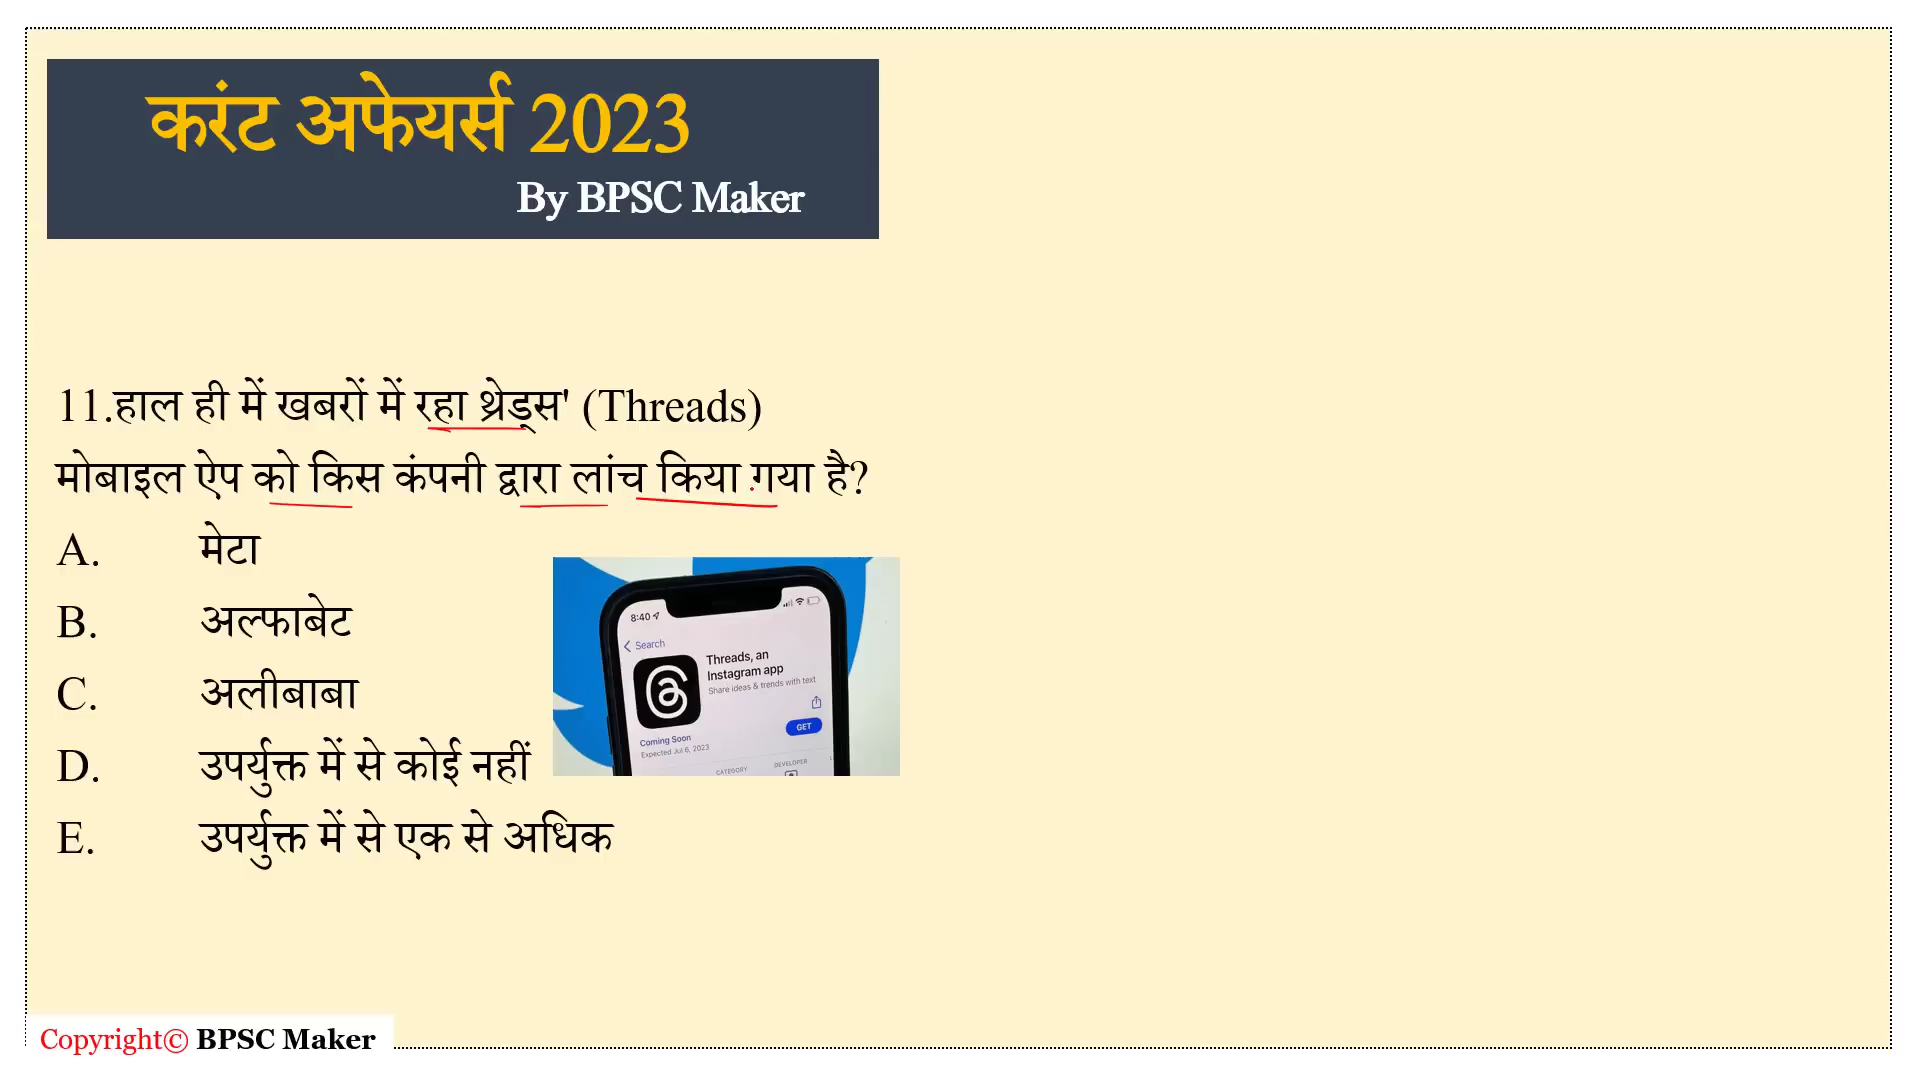 करंट अफेयर्स 2023
By BPSC Maker
11.हाल ही में खबरों में रहा थ्रेड्स' (Threads)
मोबाइल ऐप को किस कंपनी द्वारा लांच किया गया है?
A. मेटा
B. अल्फाबेट
C. अलीबाबा
D. उपर्युक्त में से कोई नहीं
E. उपर्युक्त में से एक से अधिक
8:40
Search
Threads, an
Instagram app
Share ideas & trends with text
GET
Coming Soon
Expected Jul 6, 2023
CATEGORY
DEVELOPER
Copyright© BPSC Maker